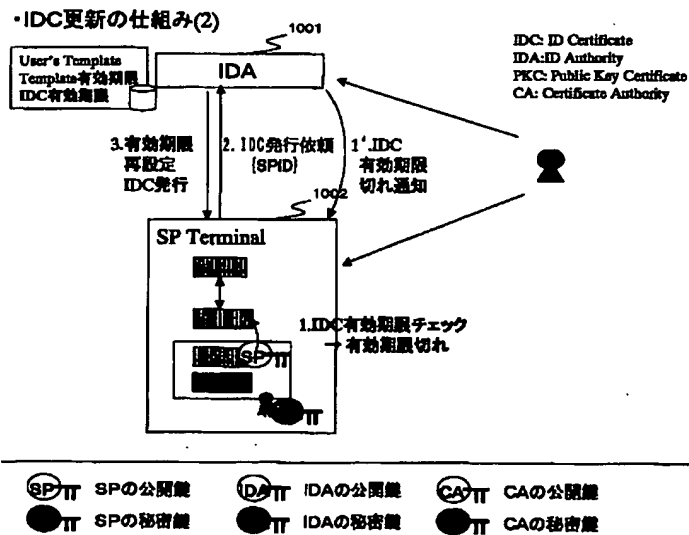 ・IDC更新の仕組み(2)
1001
IDC: ID Certificate
IDA:ID Authority
PKC: Public Key Certificate
CA: Certificate Authority
User's Template
Template有効期限
IDC有効期限
IDA
3.有効期限
再設定
IDC発行
2. IDC発行依頼
{SPID}
1'.IDC
有効期限
切れ通知
1002
SP Terminal
1.IDC有効期限チェック
→有効期限切れ
SP
SP SPの公開鍵
IDA IDAの公開鍵
CA CAの公開鍵
SPの秘密鍵
IDAの秘密鍵
CAの秘密鍵